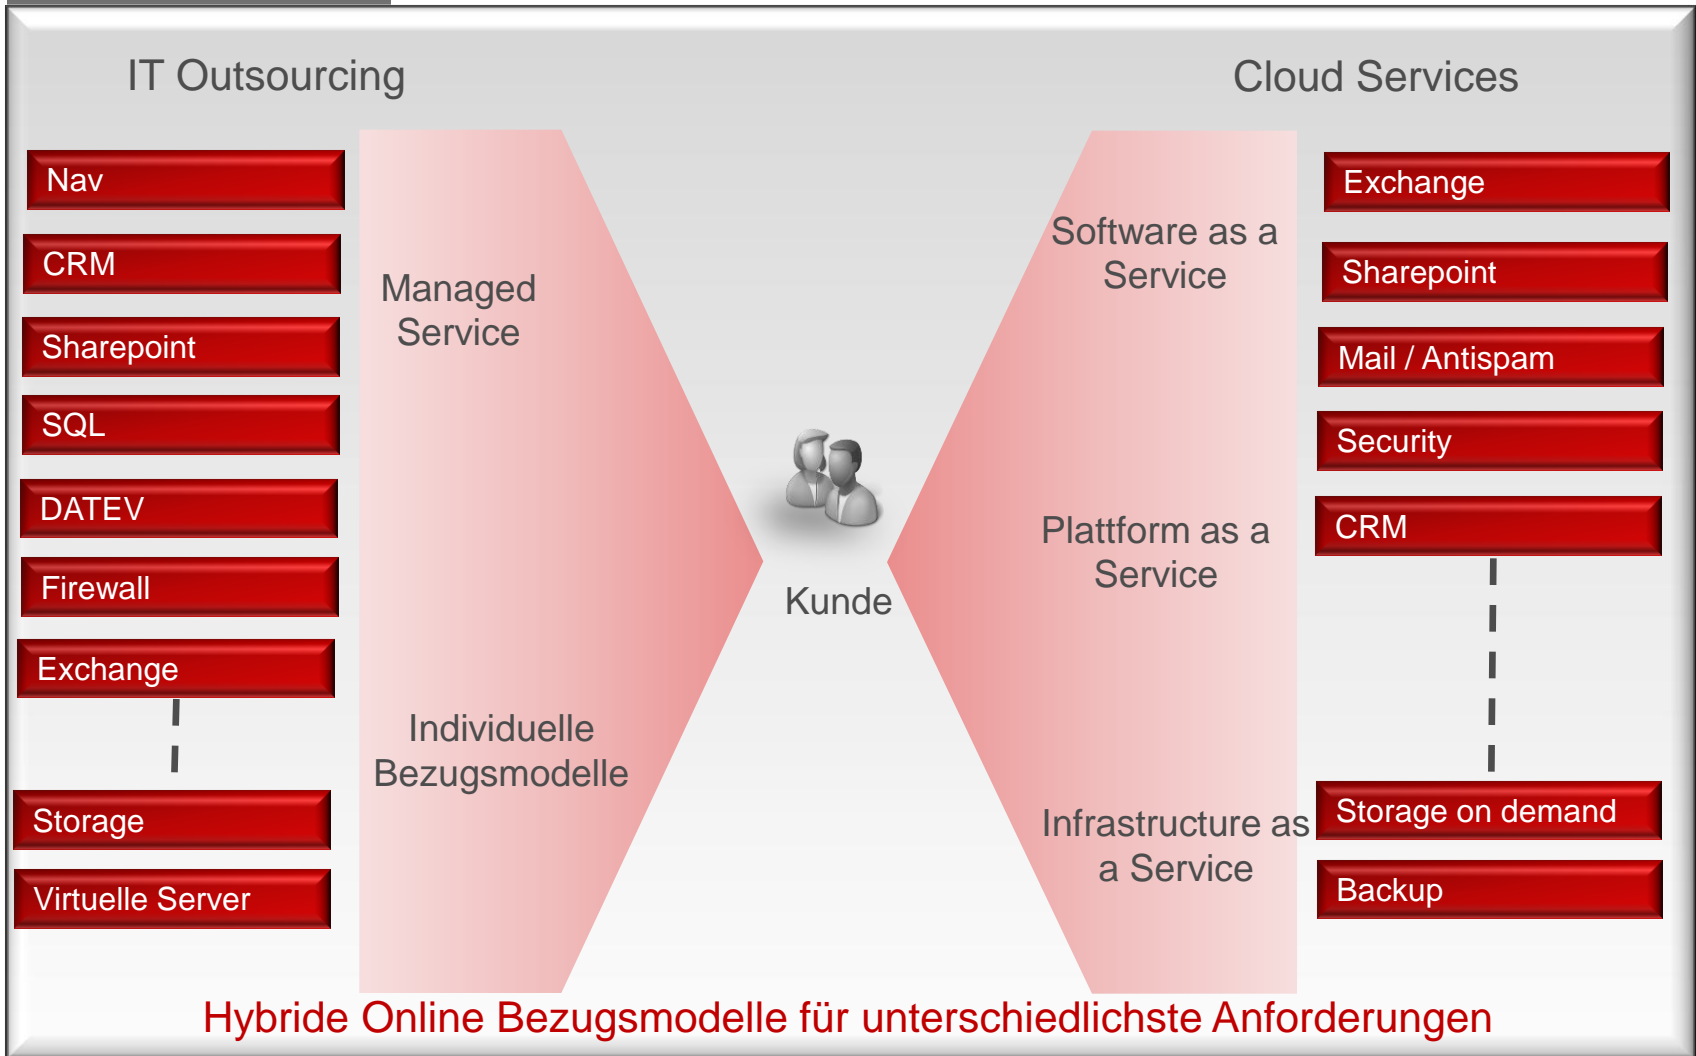 IT Outsourcing
Nav
CRM
Sharepoint
SQL
DATEV
Firewall
Exchange
Storage
Virtuelle Server
Managed
Service
Individuelle
Bezugsmodelle
Kunde
Cloud Services
Software as a
Service
Plattform as a
Service
Infrastructure as
a Service
Exchange
Sharepoint
Mail / Antispam
Security
CRM
Storage on demand
Backup
Hybride Online Bezugsmodelle für unterschiedlichste Anforderungen